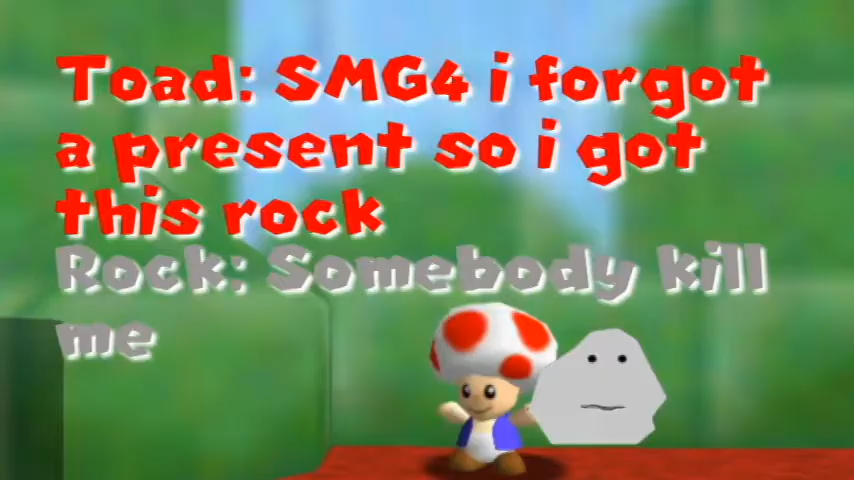 Toad: SMG4 i forgot
a present so i got
this rock
Rock: Somebody kill
me